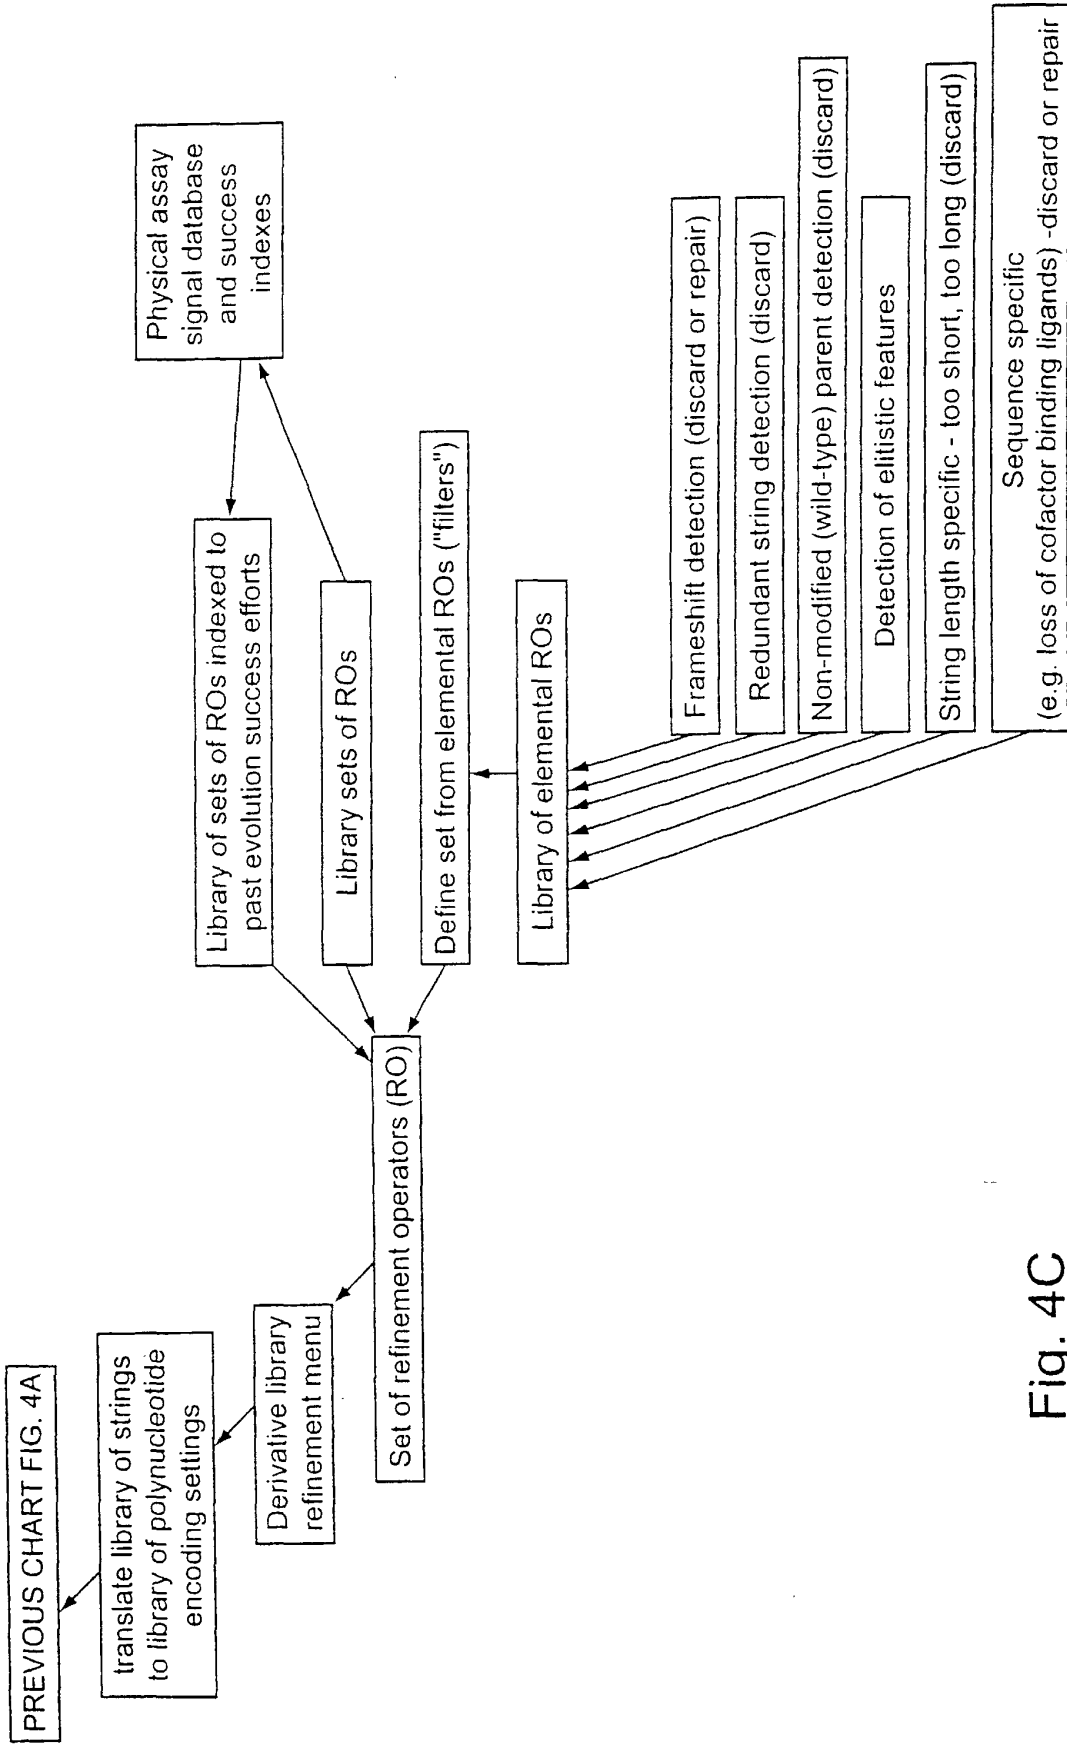 PREVIOUS CHART FIG. 4A
translate library of strings
to library of polynucleotide
encoding settings
Derivative library
refinement menu
Set of refinement operators (RO)
Library of sets of ROs indexed to
past evolution success efforts
Physical assay
signal database
and success
indexes
Library sets of ROs
Define set from elemental ROs ("filters")
Library of elemental ROs
Frameshift detection (discard or repair)
Redundant string detection (discard)
Non-modified (wild-type) parent detection (discard)
Detection of elitistic features
String length specific - too short, too long (discard)
Sequence specific
(e.g. loss of cofactor binding ligands) -discard or repair
Fig. 4C